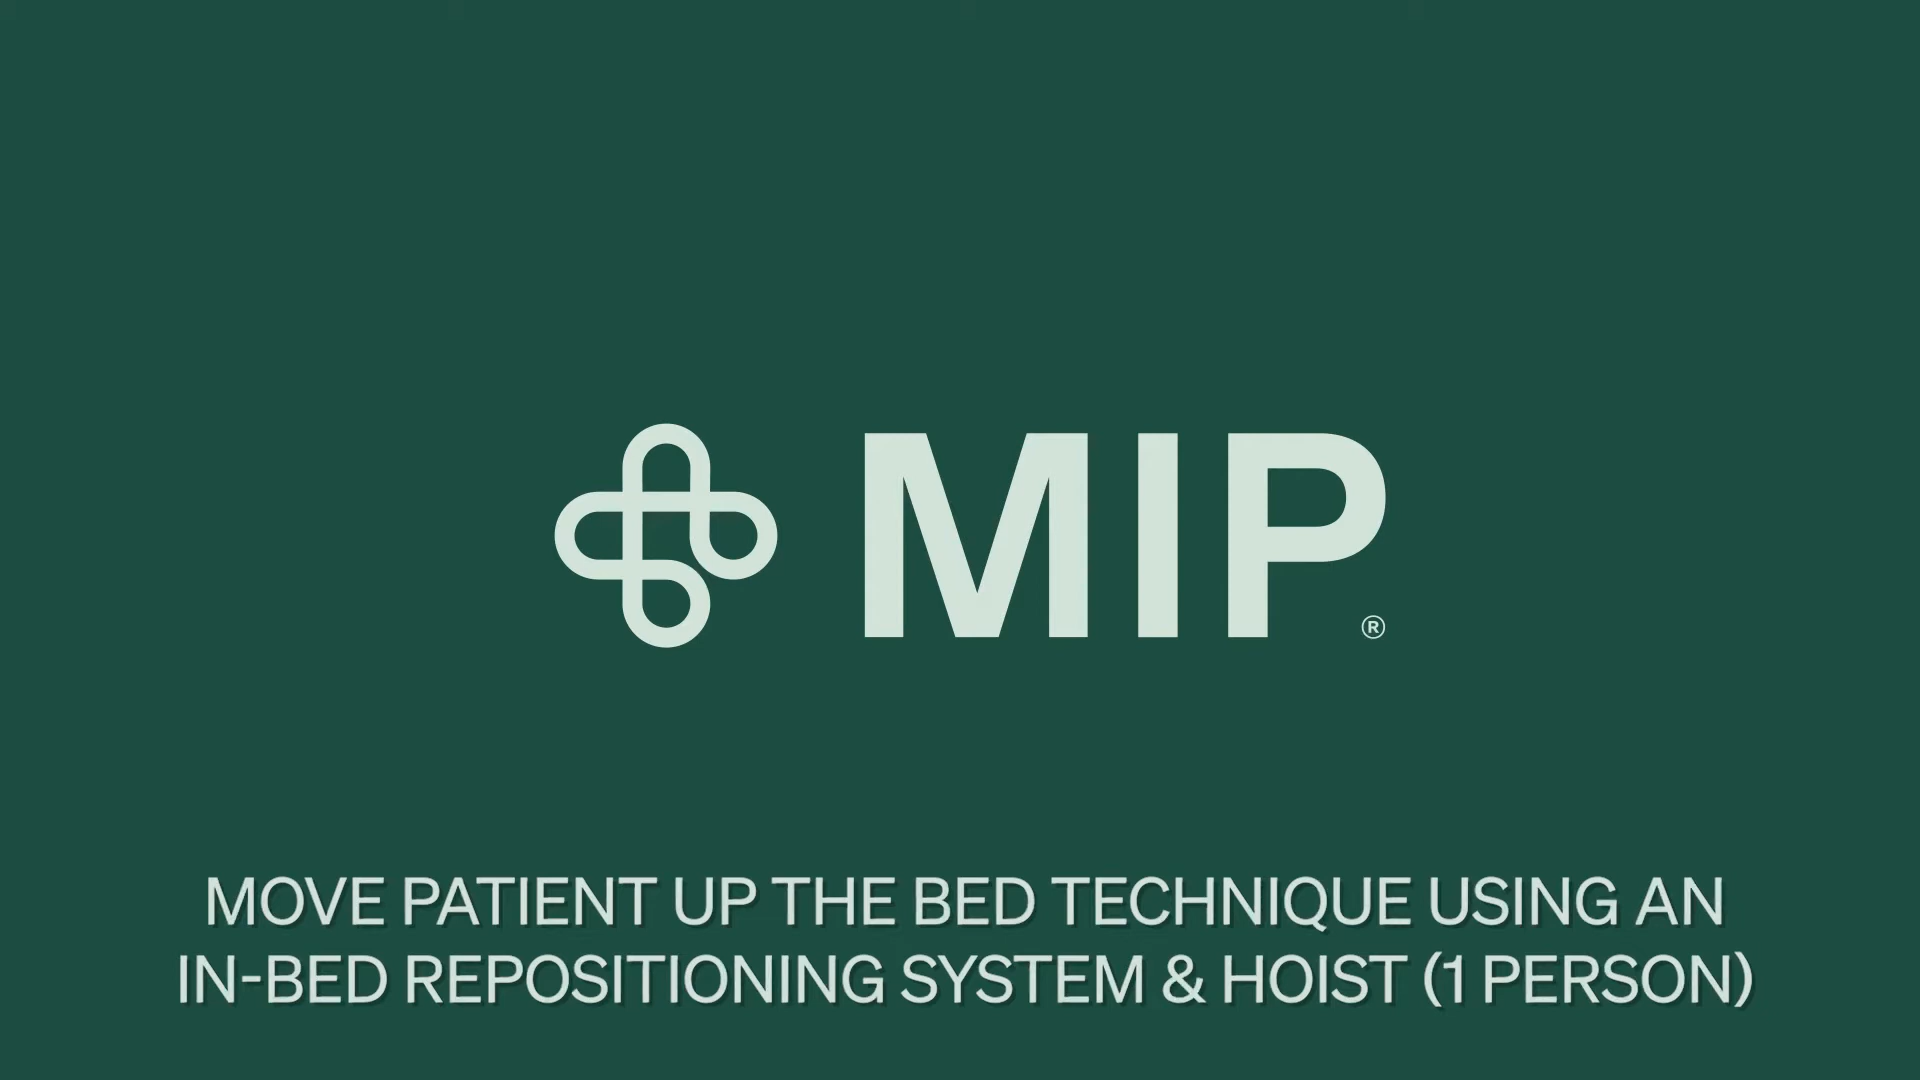 MIP®
MOVE PATIENT UP THE BED TECHNIQUE USING AN
IN-BED REPOSITIONING SYSTEM & HOIST (1 PERSON)